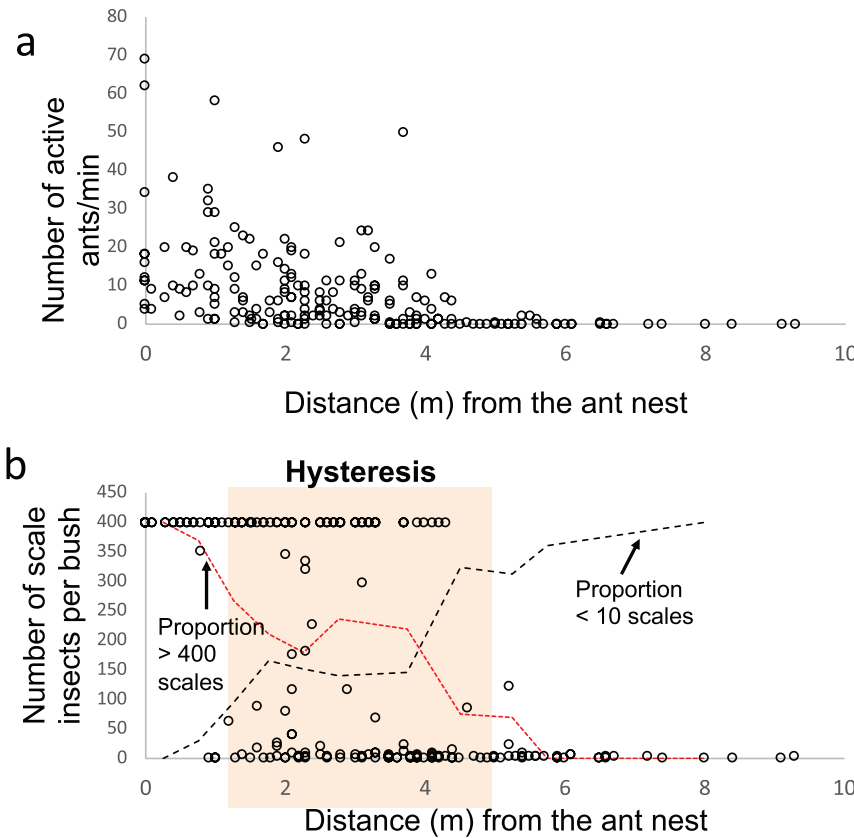 a
80
70
60
50
40
30
20
10
0
Number of active
ants/min
0 2 4 6 8 10
Distance (m) from the ant nest
b
Hysteresis
450
400
350
300
250
200
150
100
50
0
Number of scale
insects per bush
Proportion
> 400
scales
Proportion
< 10 scales
0 2 4 6 8 10
Distance (m) from the ant nest